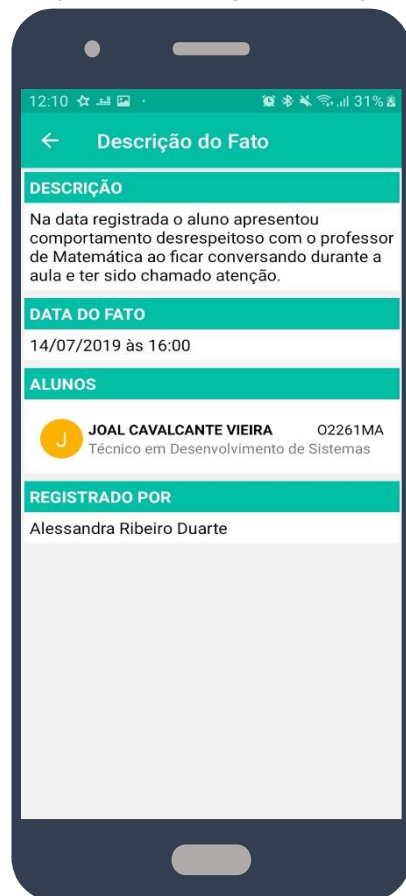 12:10 31%
Descrição do Fato
DESCRIÇÃO
Na data registrada o aluno apresentou
comportamento desrespeitoso com o professor
de Matemática ao ficar conversando durante a
aula e ter sido chamado atenção.
DATA DO FATO
14/07/2019 às 16:00
ALUNOS
J
JOAL CAVALCANTE VIEIRA O2261MA
Técnico em Desenvolvimento de Sistemas
REGISTRADO POR
Alessandra Ribeiro Duarte